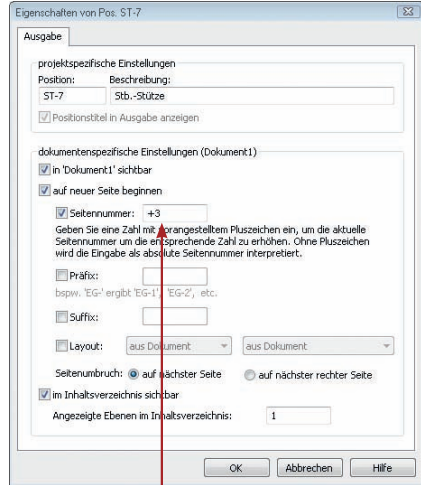 Eigenschaften von Pos. ST-7
Ausgabe
projektspezifische Einstellungen
Position: Beschreibung:
ST-7 Stb.-Stütze
Positionstitel in Ausgabe anzeigen
dokumentenspezifische Einstellungen (Dokument1)
in 'Dokument1' sichtbar
auf neuer Seite beginnen
Seitennummer: +3
Geben Sie eine Zahl mit vorangestelltem Pluszeichen ein, um die aktuelle
Seitennummer um die entsprechende Zahl zu erhöhen. Ohne Pluszeichen
wird die Eingabe als absolute Seitennummer interpretiert.
Präfix:
bspw. 'EG-' ergibt 'EG-1', 'EG-2', etc.
Suffix:
Layout: aus Dokument aus Dokument
Seitenumbruch: auf nächster Seite auf nächster rechter Seite
im Inhaltsverzeichnis sichtbar
Angezeigte Ebenen im Inhaltsverzeichnis: 1
OK Abbrechen Hilfe